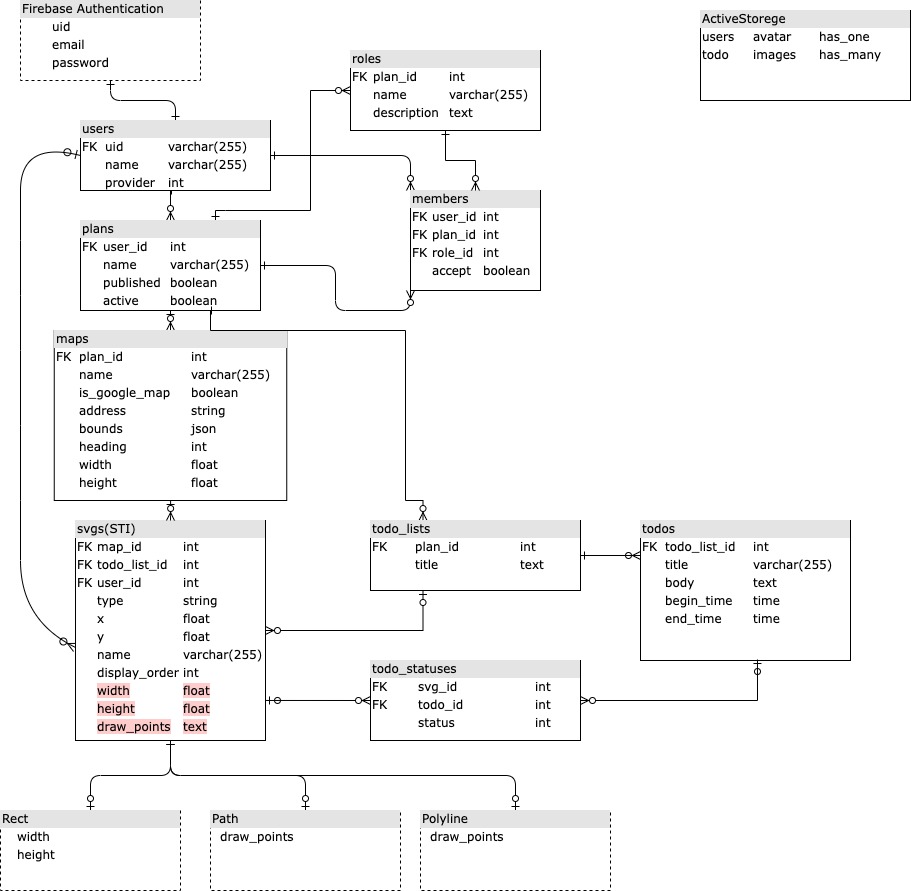 Firebase Authentication
uid
email
password
ActiveStorege
users avatar has_one
todo images has_many
roles
FK plan_id int
name varchar(255)
description text
users
FK uid varchar(255)
name varchar(255)
provider int
members
FK user_id int
FK plan_id int
FK role_id int
accept boolean
plans
FK user_id int
name varchar(255)
published boolean
active boolean
maps
FK plan_id int
name varchar(255)
is_google_map boolean
address string
bounds json
heading int
width float
height float
svgs(STI)
FK map_id int
FK todo_list_id int
FK user_id int
type string
x float
y float
name varchar(255)
display_order int
width float
height float
draw_points text
todo_lists
FK plan_id int
title text
todos
FK todo_list_id int
title varchar(255)
body text
begin_time time
end_time time
todo_statuses
FK svg_id int
FK todo_id int
status int
Rect
width
height
Path
draw_points
Polyline
draw_points